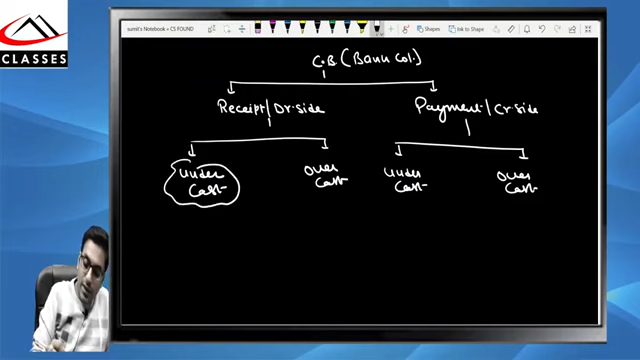 CLASSES
sumit's Notebook » CS FOUND
Shapes
Ink to Shape
C.B (Bank Col.)
Receipt/Dr. side
Payment/Cr side
Under Cast
Over Cast
Under Cast
Over Cast